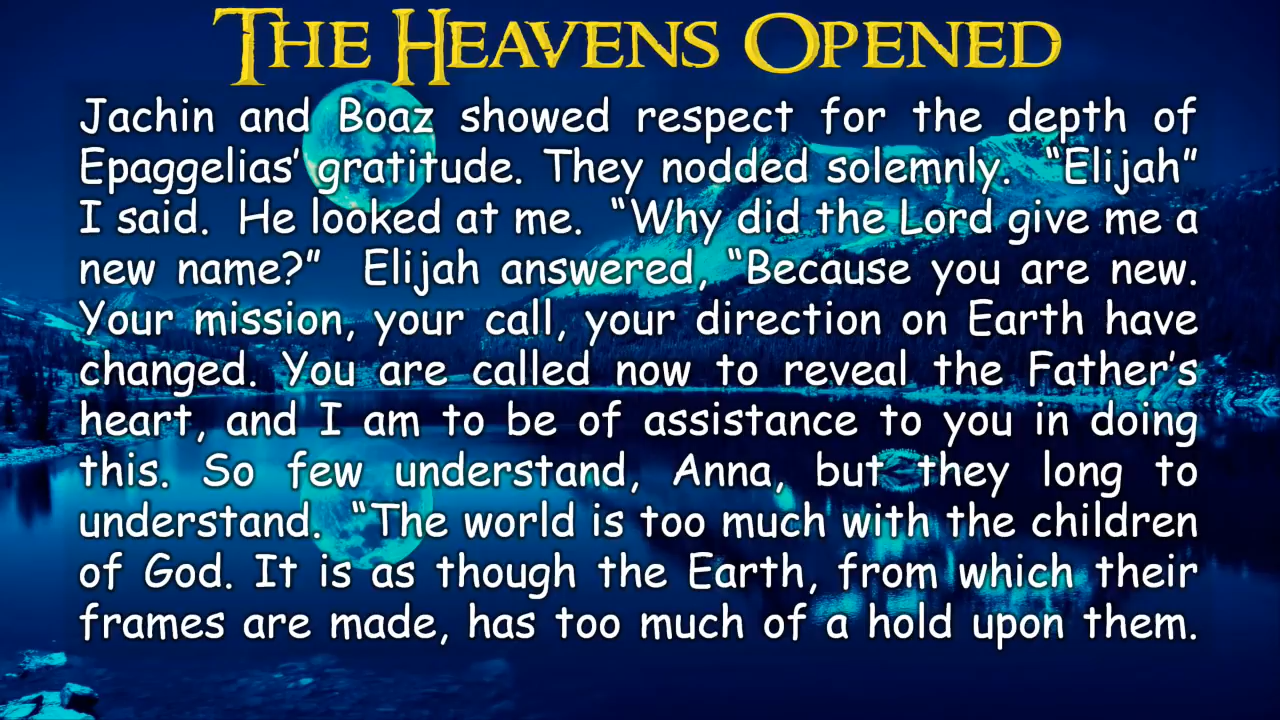 THE HEAVENS OPENED
Jachin and Boaz showed respect for the depth of
Epaggelias’ gratitude. They nodded solemnly. “Elijah”
I said. He looked at me. “Why did the Lord give me a
new name?” Elijah answered, “Because you are new.
Your mission, your call, your direction on Earth have
changed. You are called now to reveal the Father’s
heart, and I am to be of assistance to you in doing
this. So few understand, Anna, but they long to
understand. “The world is too much with the children
of God. It is as though the Earth, from which their
frames are made, has too much of a hold upon them.